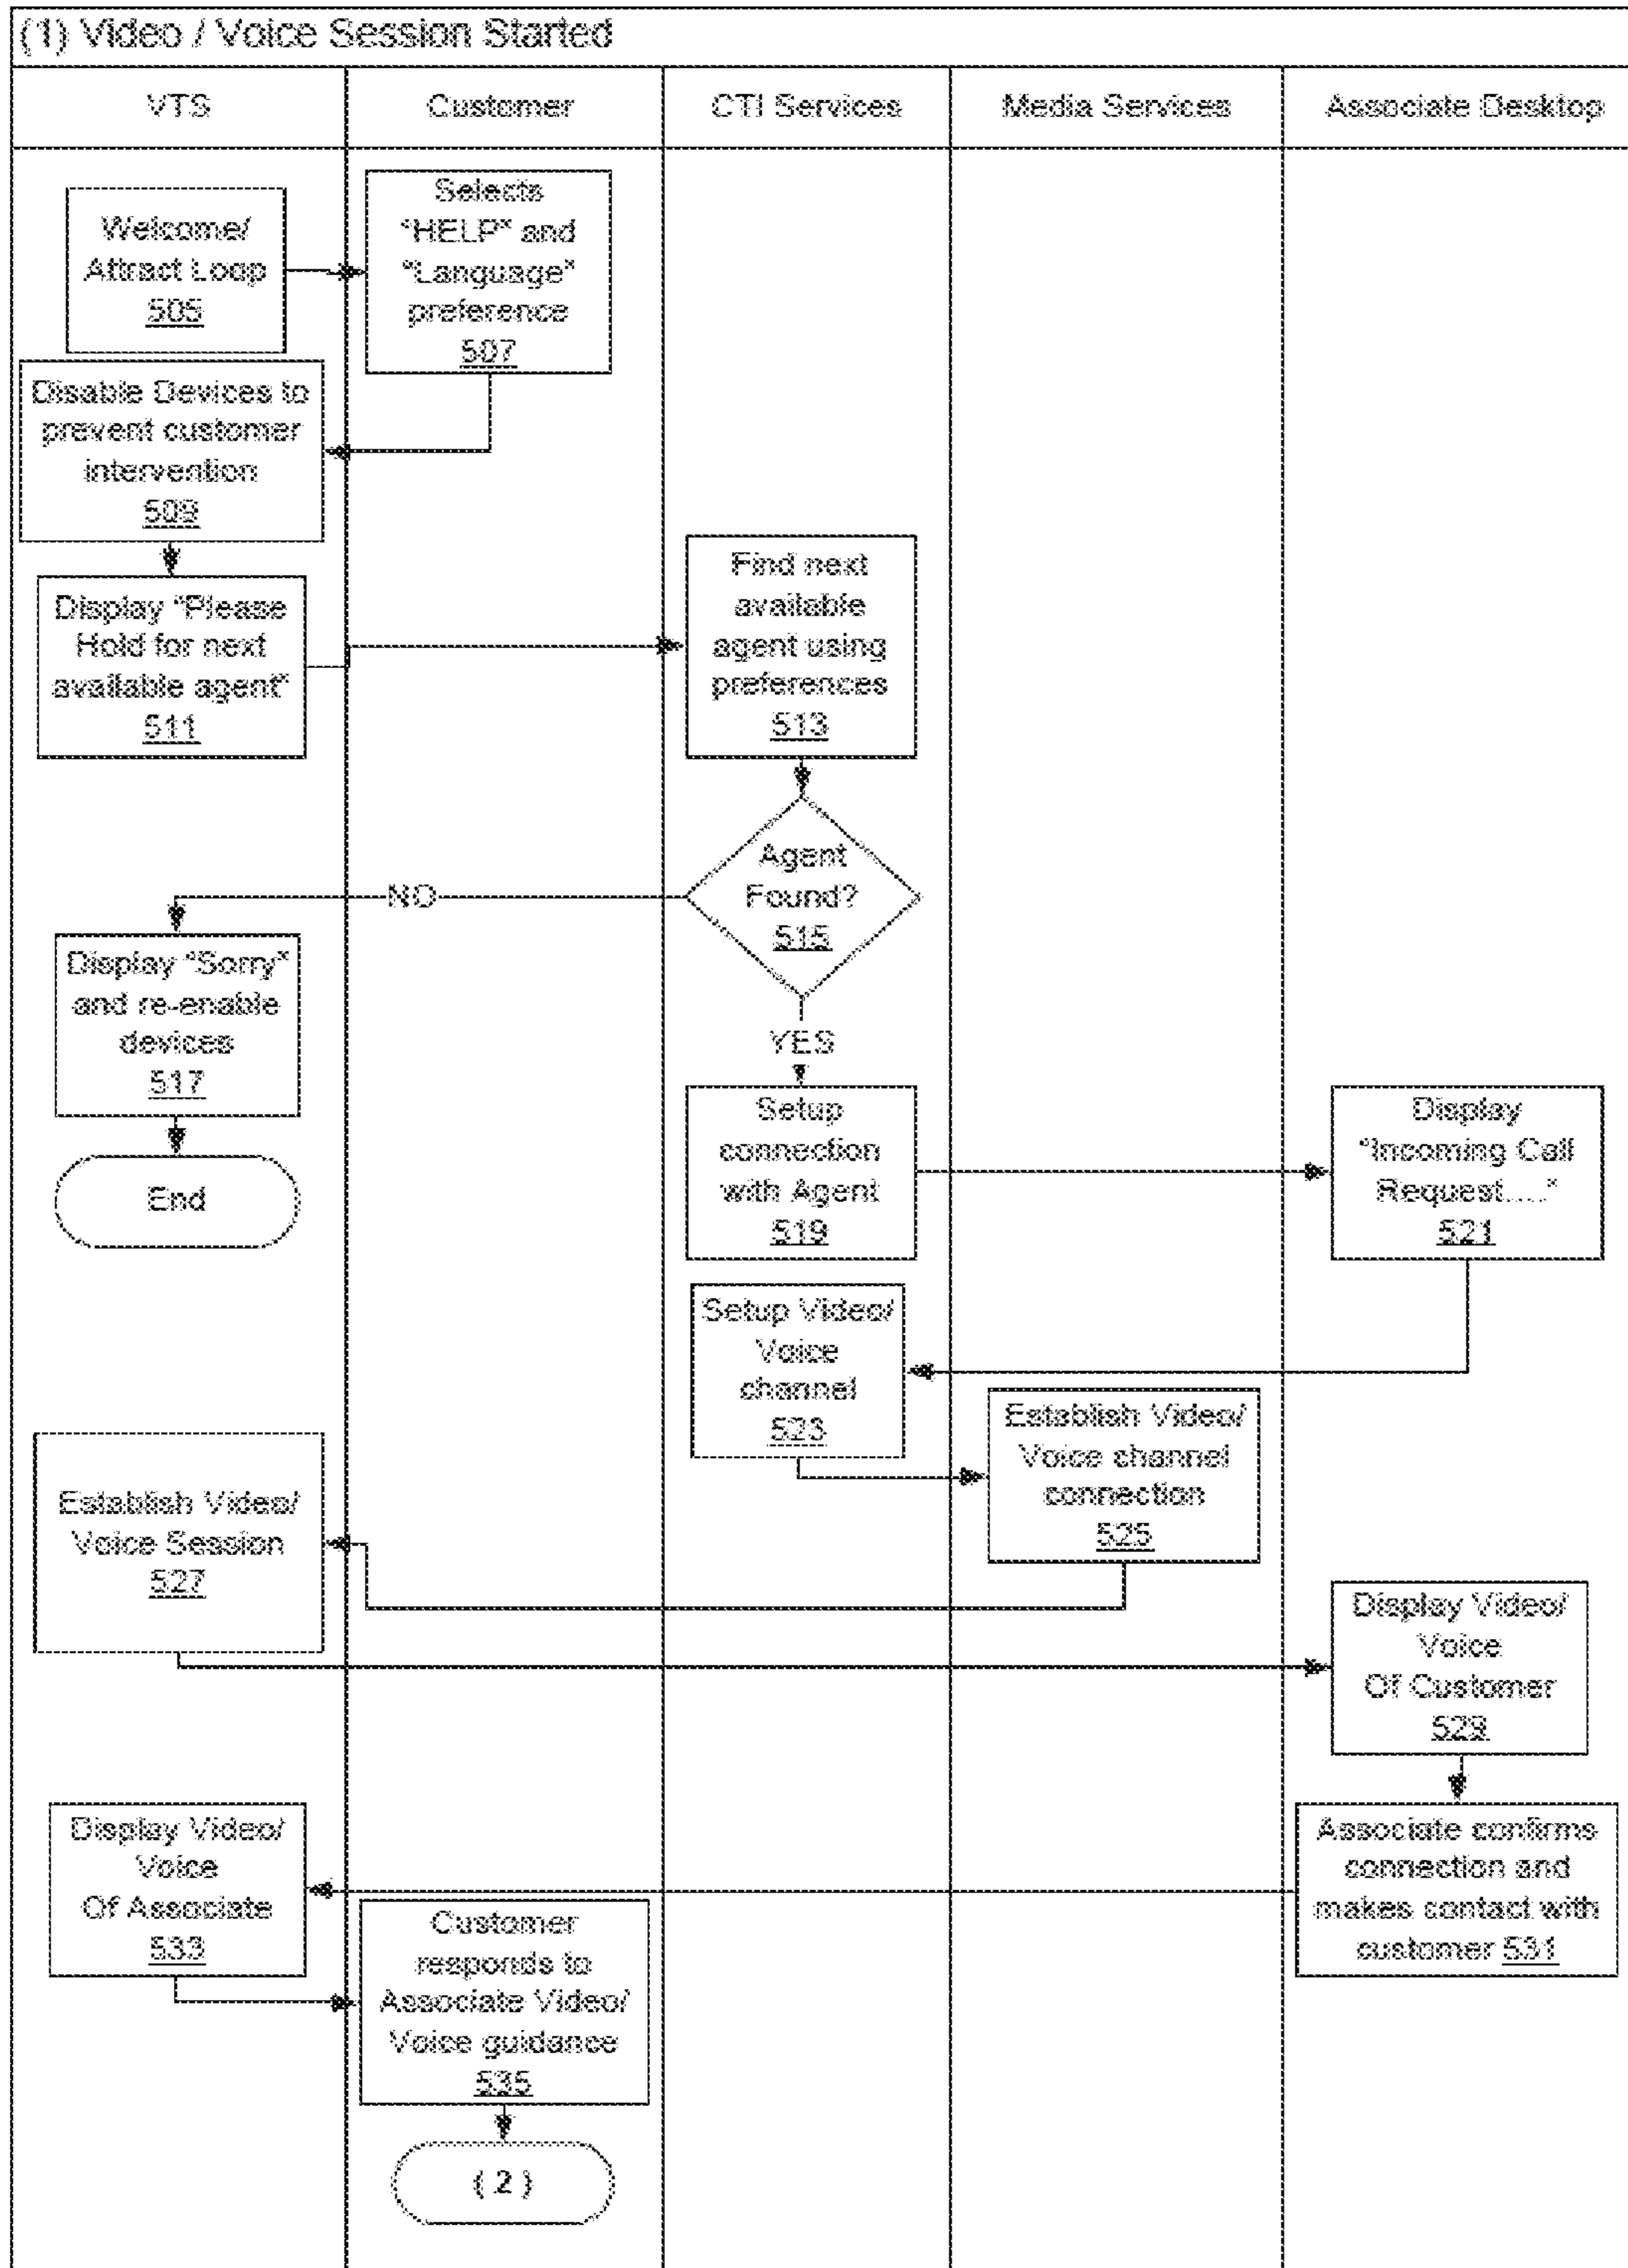 (1) Video / Voice Session Started
VTS
Customer
CTI Services
Media Services
Associate Desktop
Welcome/
Attract Loop
505
Selects
"HELP" and
"Language"
preference
507
Disable Devices to
prevent customer
intervention
509
Display "Please
Hold for next
available agent"
511
Find next
available
agent using
preferences
513
Agent
Found?
515
NO
YES
Display "Sorry"
and re-enable
devices
517
End
Setup
connection
with Agent
519
Display
"Incoming Call
Request....."
521
Setup Video/
Voice
channel
523
Establish Video/
Voice channel
connection
525
Establish Video/
Voice Session
527
Display Video/
Voice
Of Customer
529
Associate confirms
connection and
makes contact with
customer 531
Display Video/
Voice
Of Associate
533
Customer
responds to
Associate Video/
Voice guidance
535
( 2 )